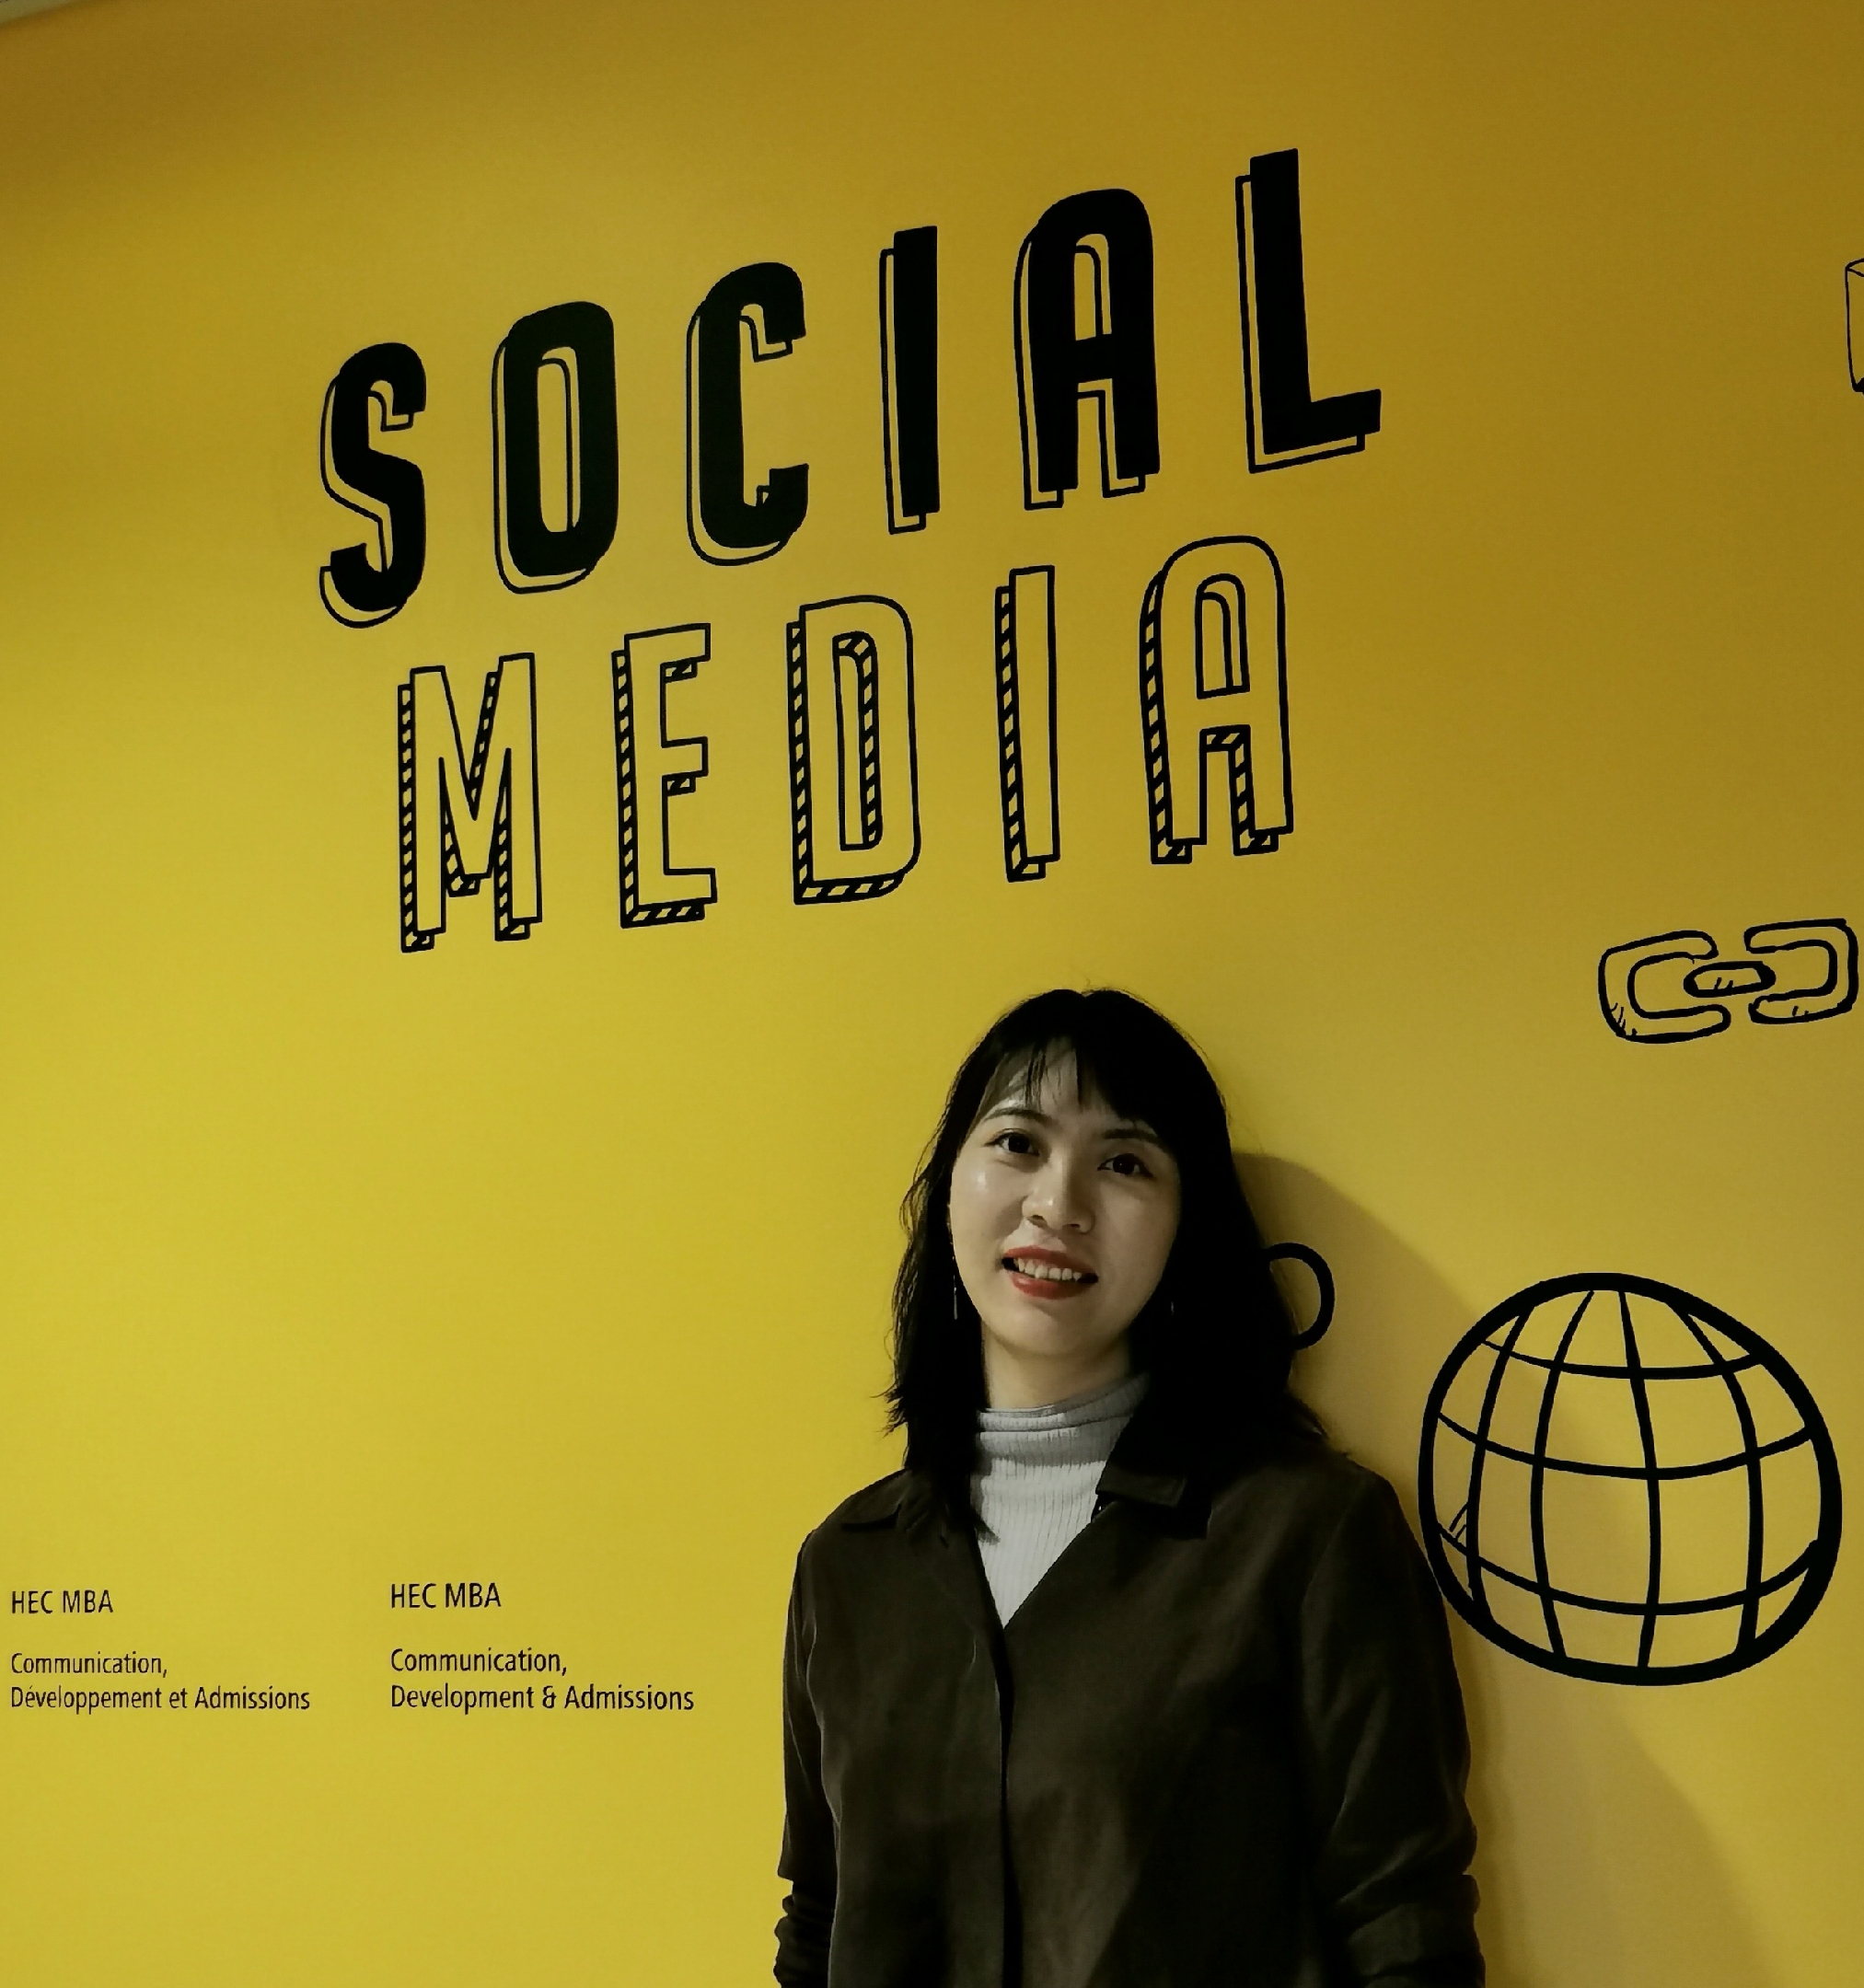 SOCIAL
MEDIA
HEC MBA
Communication,
Développement et Admissions
HEC MBA
Communication,
Development & Admissions